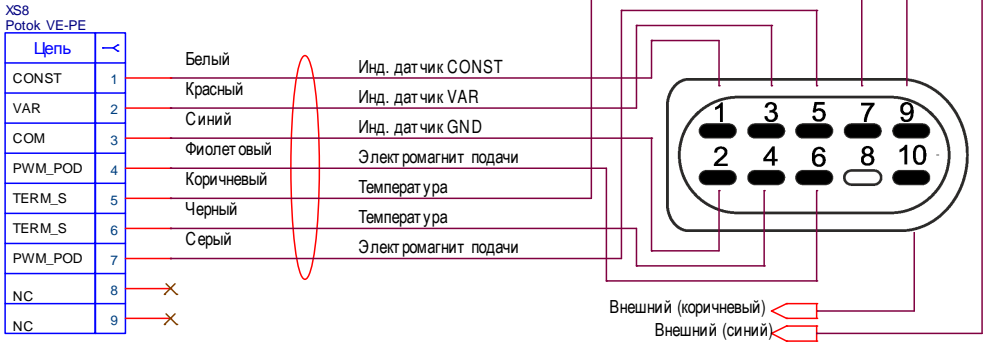 XS8
Potok VE-PE
Цепь
CONST 1 Белый Инд. датчик CONST
VAR 2 Красный Инд. датчик VAR
COM 3 Синий Инд. датчик GND
PWM_POD 4 Фиолетовый Электромагнит подачи
TERM_S 5 Коричневый Температура
TERM_S 6 Черный Температура
PWM_POD 7 Серый Электромагнит подачи
NC 8
NC 9
1 3 5 7 9
2 4 6 8 10
Внешний (коричневый)
Внешний (синий)